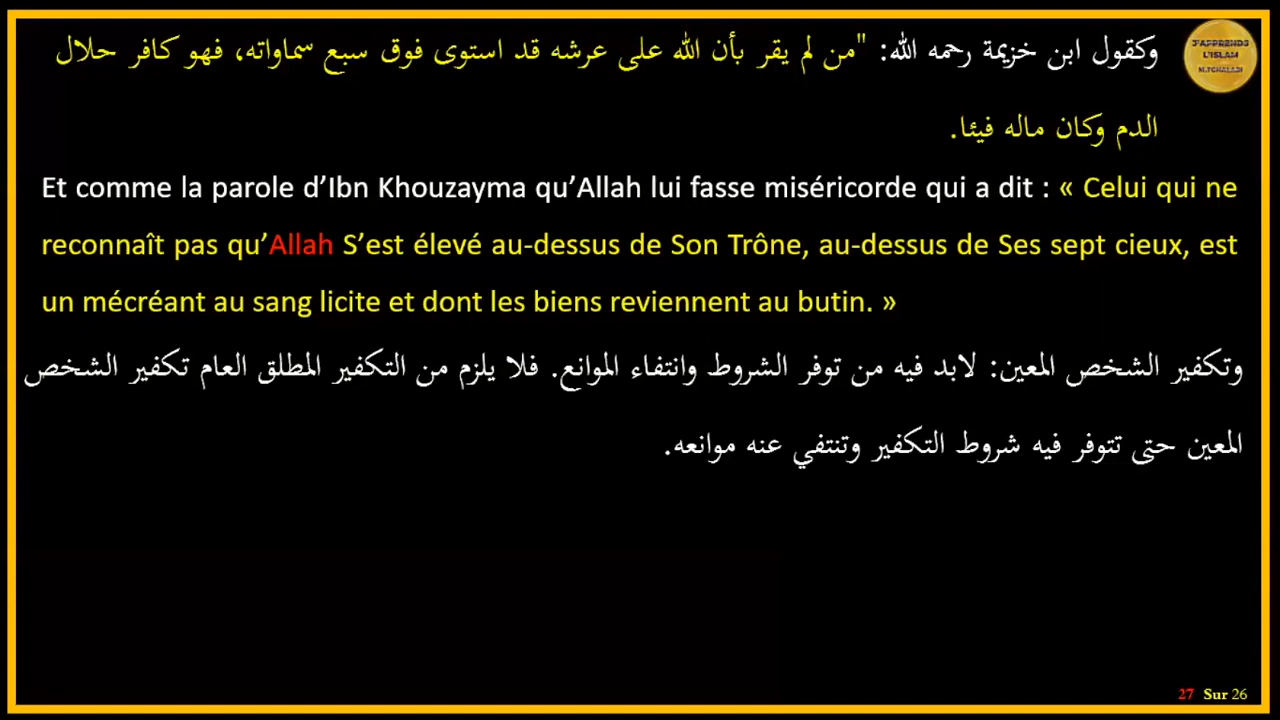 وكقول ابن خزيمة رحمه الله: "من لم يقر بأن الله على عرشه قد استوى فوق سبع سماواته، فهو كافر حلال
الدم وكان ماله فيئا.
J'APPRENDS
L'ISLAM
N.TCHALABI
Et comme la parole d’Ibn Khouzayma qu’Allah lui fasse miséricorde qui a dit : « Celui qui ne
reconnaît pas qu’Allah S’est élevé au-dessus de Son Trône, au-dessus de Ses sept cieux, est
un mécréant au sang licite et dont les biens reviennent au butin. »
وتكفير الشخص المعين: لابد فيه من توفر الشروط وانتفاء الموانع. فلا يلزم من التكفير المطلق العام تكفير الشخص
المعين حتى تتوفر فيه شروط التكفير وتنتفي عنه موانعه.
27 Sur 26